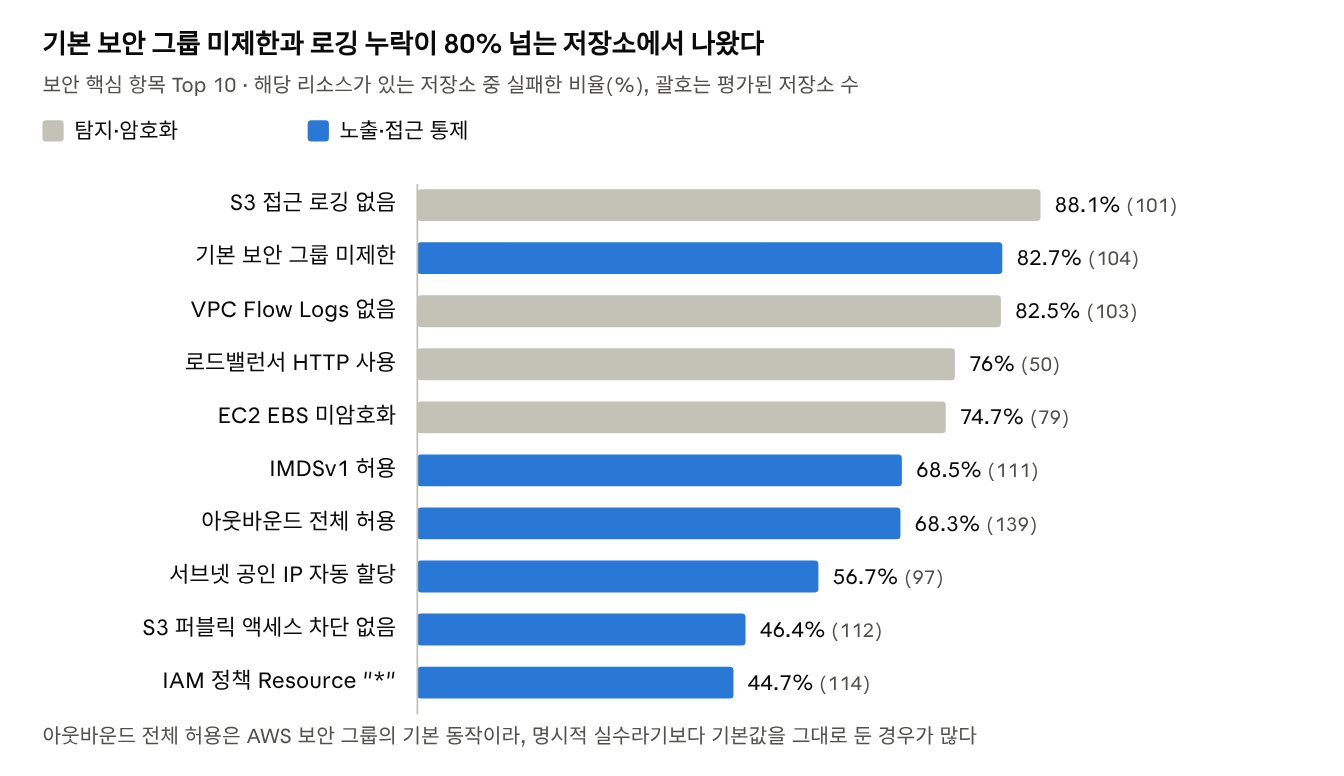 기본 보안 그룹 미제한과 로깅 누락이 80% 넘는 저장소에서 나왔다
보안 핵심 항목 Top 10 · 해당 리소스가 있는 저장소 중 실패한 비율(%), 괄호는 평가된 저장소 수
탐지·암호화 노출·접근 통제
S3 접근 로깅 없음 88.1% (101)
기본 보안 그룹 미제한 82.7% (104)
VPC Flow Logs 없음 82.5% (103)
로드밸런서 HTTP 사용 76% (50)
EC2 EBS 미암호화 74.7% (79)
IMDSv1 허용 68.5% (111)
아웃바운드 전체 허용 68.3% (139)
서브넷 공인 IP 자동 할당 56.7% (97)
S3 퍼블릭 액세스 차단 없음 46.4% (112)
IAM 정책 Resource "*" 44.7% (114)
아웃바운드 전체 허용은 AWS 보안 그룹의 기본 동작이라, 명시적 실수라기보다 기본값을 그대로 둔 경우가 많다